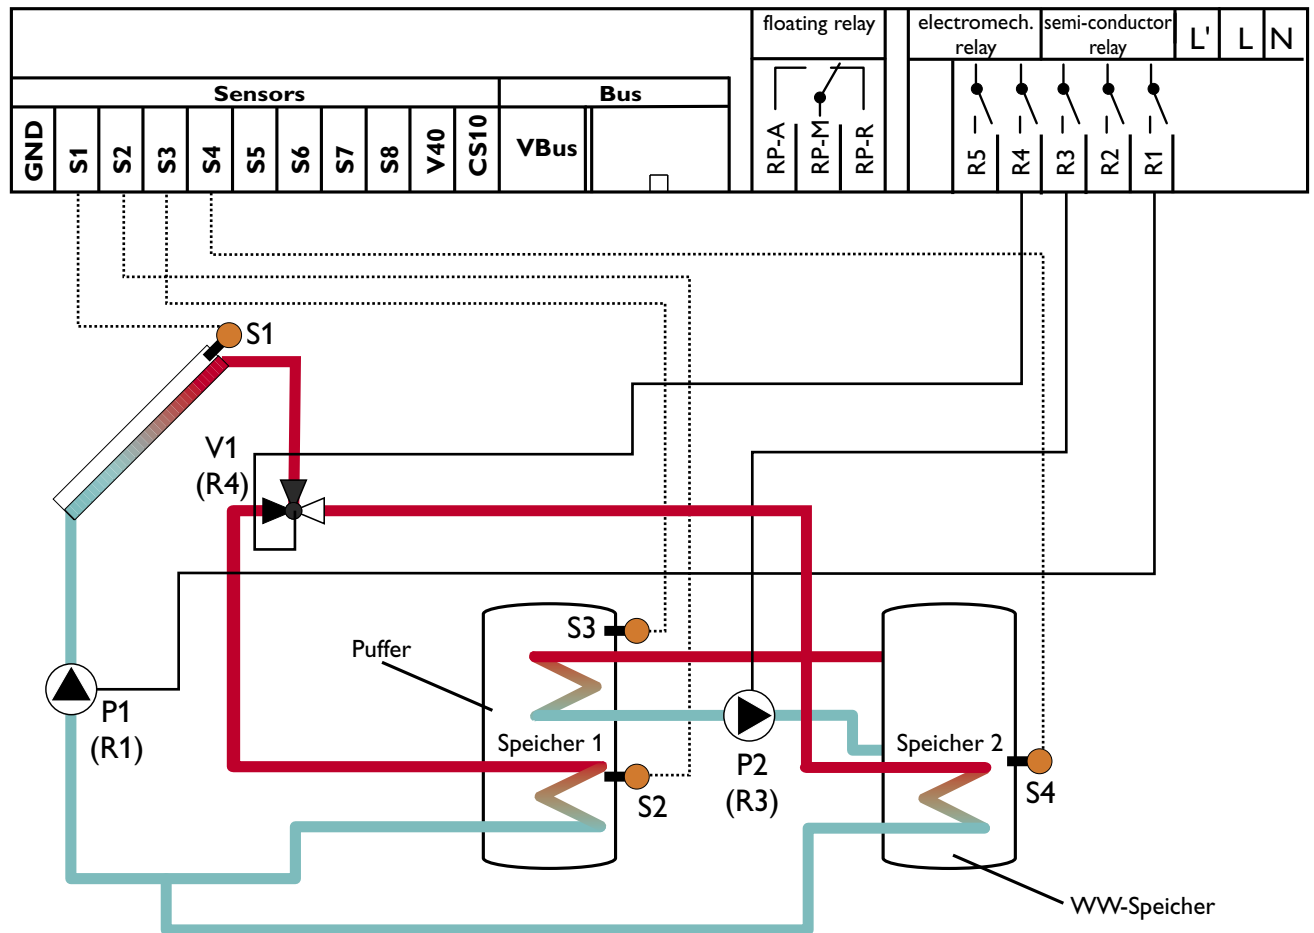 floating relay
electromech.
relay
semi-conductor
relay
L'
L
N
Sensors
Bus
GND
S1
S2
S3
S4
S5
S6
S7
S8
V40
CS10
VBus
RP-A
RP-M
RP-R
R5
R4
R3
R2
R1
S1
V1
(R4)
S3
Puffer
P1
(R1)
Speicher 1
Speicher 2
P2
(R3)
S2
S4
WW-Speicher